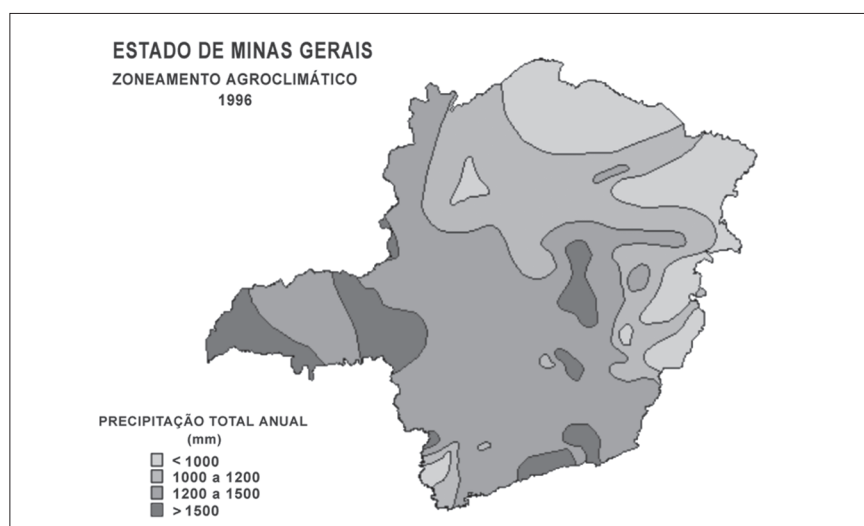 ESTADO DE MINAS GERAIS
ZONEAMENTO AGROCLIMÁTICO
1996
PRECIPITAÇÃO TOTAL ANUAL
(mm)
< 1000
1000 a 1200
1200 a 1500
> 1500